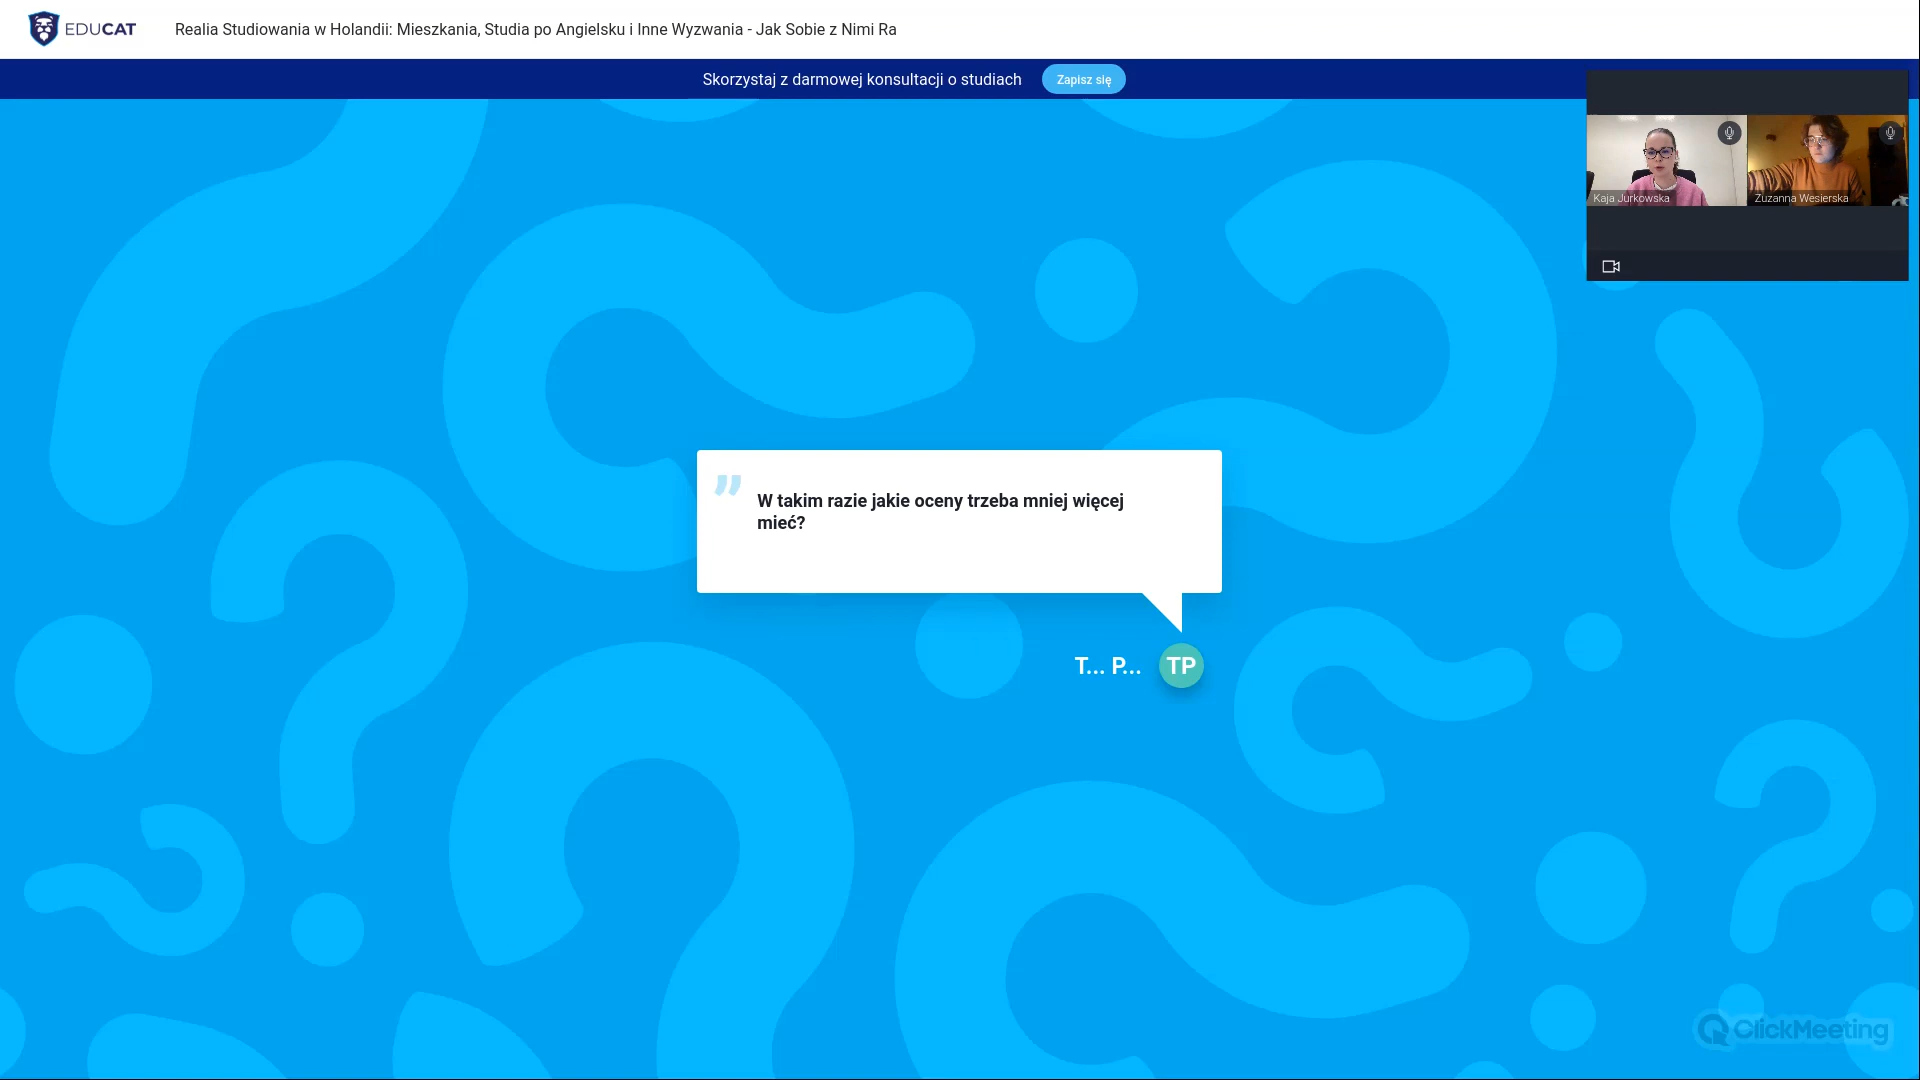 EDUCAT
Realia Studiowania w Holandii: Mieszkania, Studia po Angielsku i Inne Wyzwania - Jak Sobie z Nimi Ra
Skorzystaj z darmowej konsultacji o studiach
Zapisz się
Kaja Jurkowska
Zuzanna Wesierska
W takim razie jakie oceny trzeba mniej więcej
mieć?
T... P...
TP
ClickMeeting